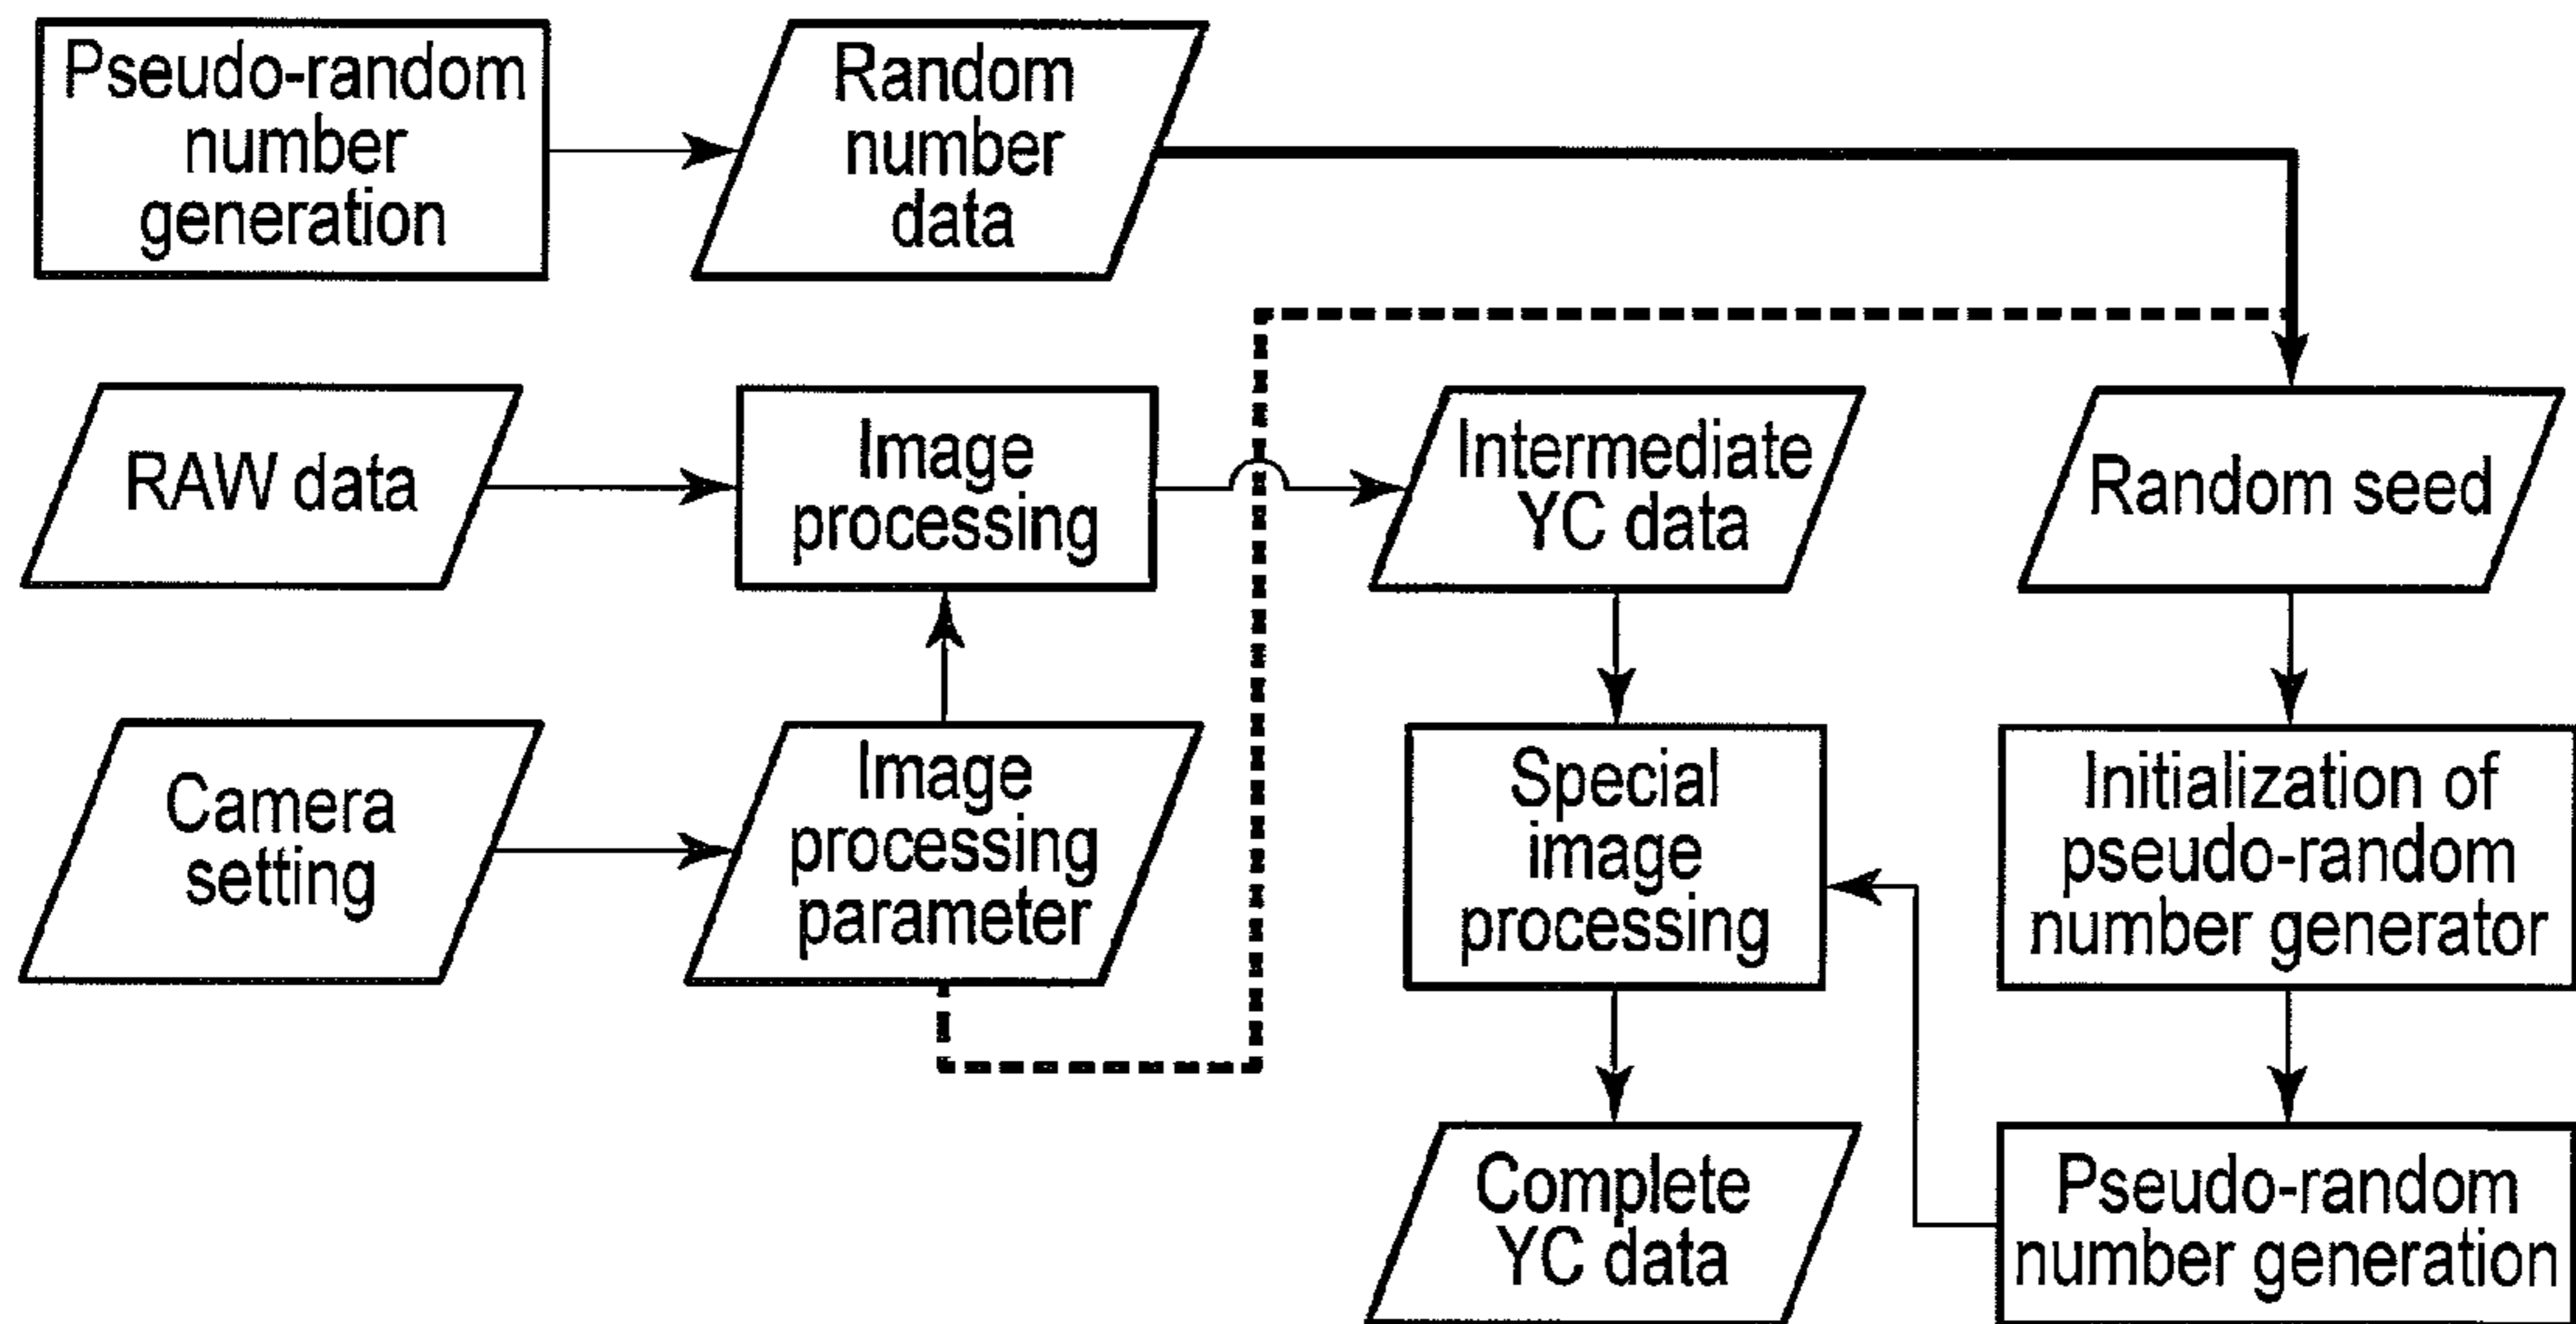 Pseudo-random
number
generation
Random
number
data
RAW data
Image
processing
Intermediate
YC data
Random seed
Camera
setting
Image
processing
parameter
Special
image
processing
Initialization of
pseudo-random
number generator
Complete
YC data
Pseudo-random
number generation